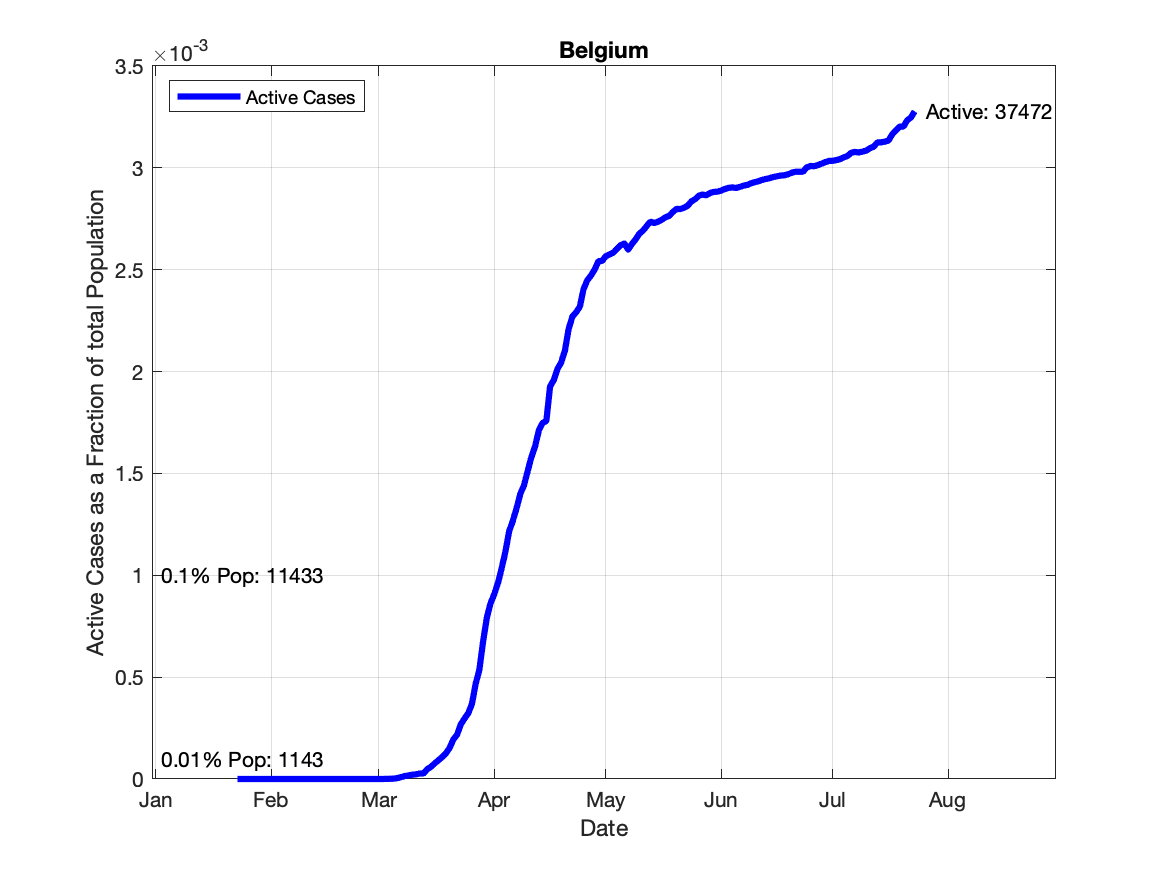 Belgium
×10-3
3.5
3
2.5
2
1.5
1
0.5
0
Active Cases
Active: 37472
0.1% Pop: 11433
0.01% Pop: 1143
Active Cases as a Fraction of total Population
Jan Feb Mar Apr May Jun Jul Aug
Date